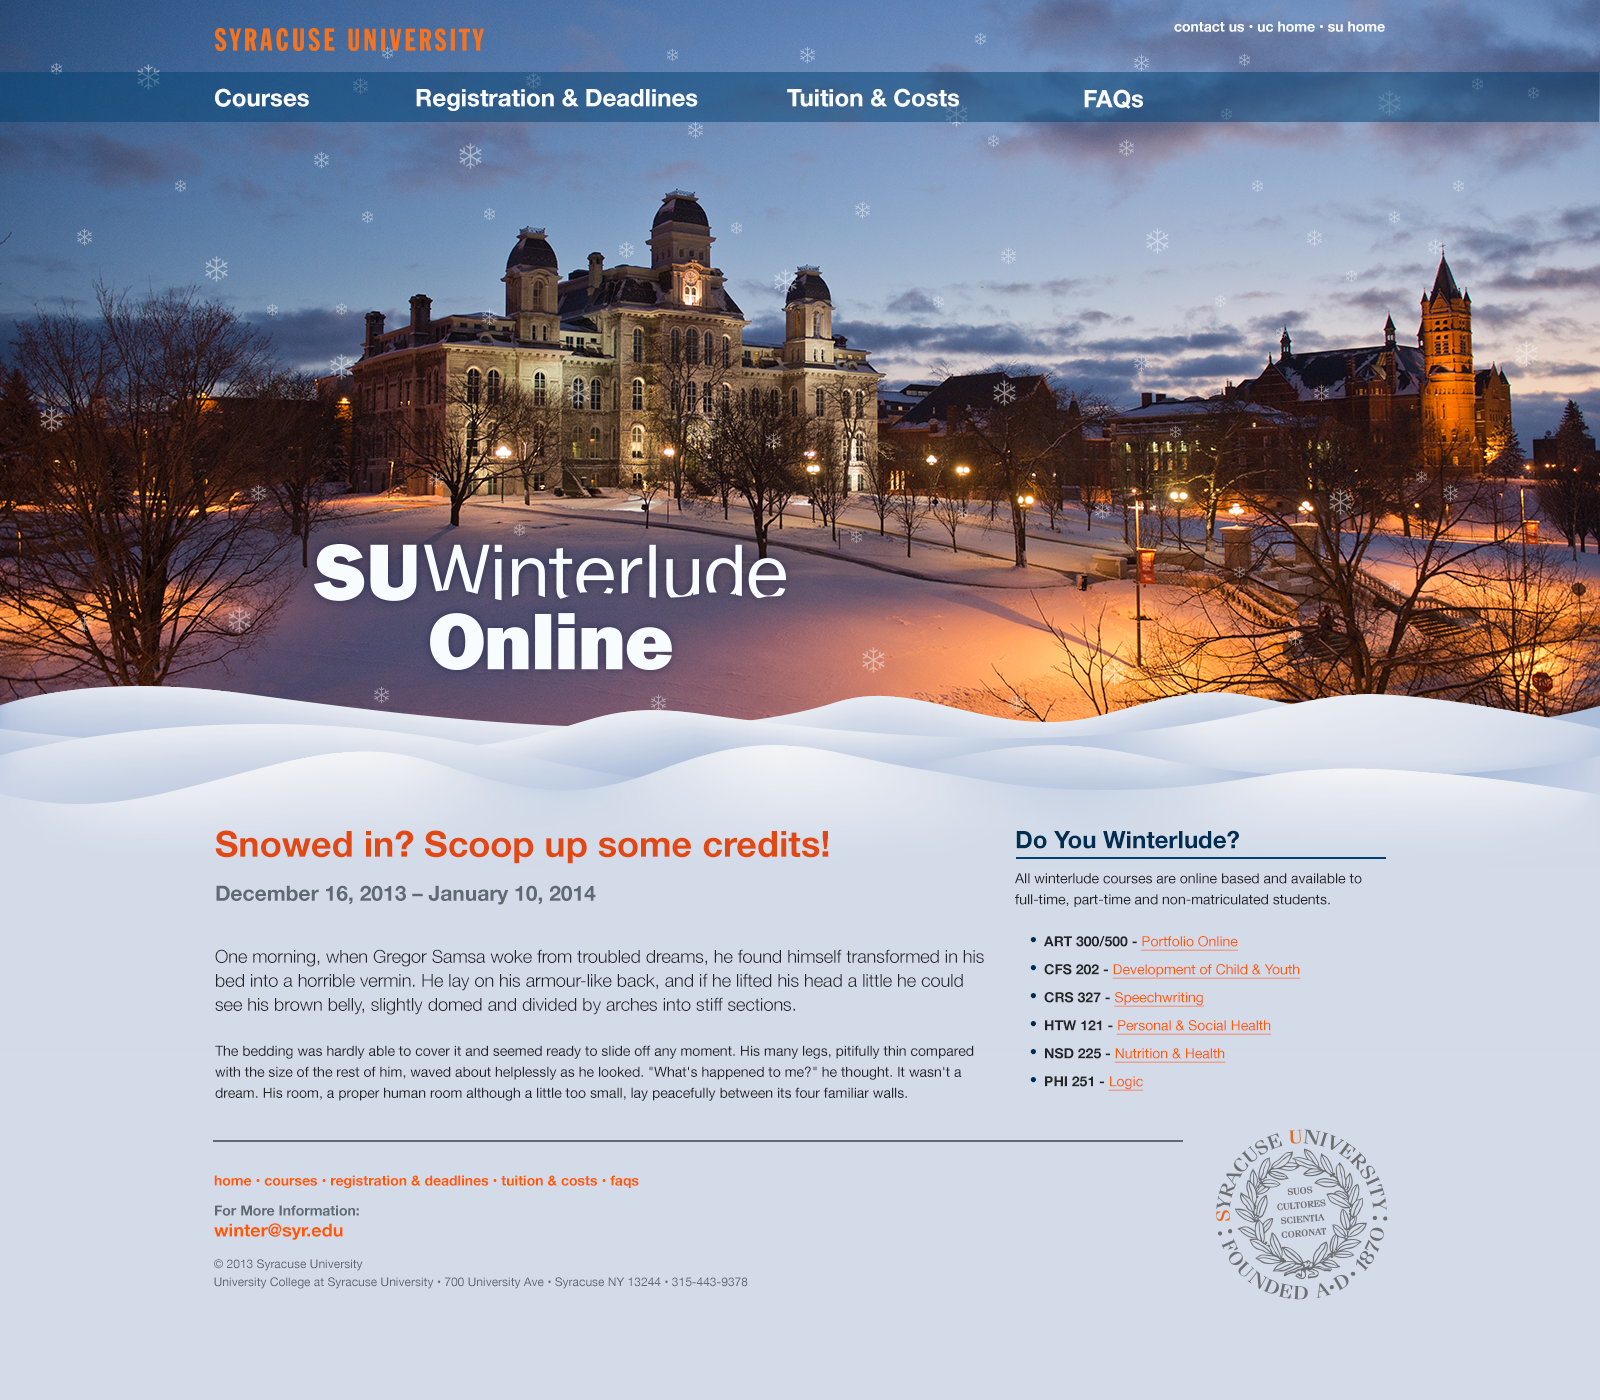 SYRACUSE UNIVERSITY
contact us • uc home • su home
Courses
Registration & Deadlines
Tuition & Costs
FAQs
SUWinterlude
Online
Snowed in? Scoop up some credits!
December 16, 2013 – January 10, 2014
One morning, when Gregor Samsa woke from troubled dreams, he found himself transformed in his
bed into a horrible vermin. He lay on his armour-like back, and if he lifted his head a little he could
see his brown belly, slightly domed and divided by arches into stiff sections.
The bedding was hardly able to cover it and seemed ready to slide off any moment. His many legs, pitifully thin compared
with the size of the rest of him, waved about helplessly as he looked. "What's happened to me?" he thought. It wasn't a
dream. His room, a proper human room although a little too small, lay peacefully between its four familiar walls.
Do You Winterlude?
All winterlude courses are online based and available to
full-time, part-time and non-matriculated students.
• ART 300/500 - Portfolio Online
• CFS 202 - Development of Child & Youth
• CRS 327 - Speechwriting
• HTW 121 - Personal & Social Health
• NSD 225 - Nutrition & Health
• PHI 251 - Logic
home • courses • registration & deadlines • tuition & costs • faqs
For More Information:
winter@syr.edu
© 2013 Syracuse University
University College at Syracuse University • 700 University Ave • Syracuse NY 13244 • 315-443-9378
SYRACUSE UNIVERSITY
SUOS
CULTORES
SCIENTIA
CORONAT
FOUNDED A•D•1870